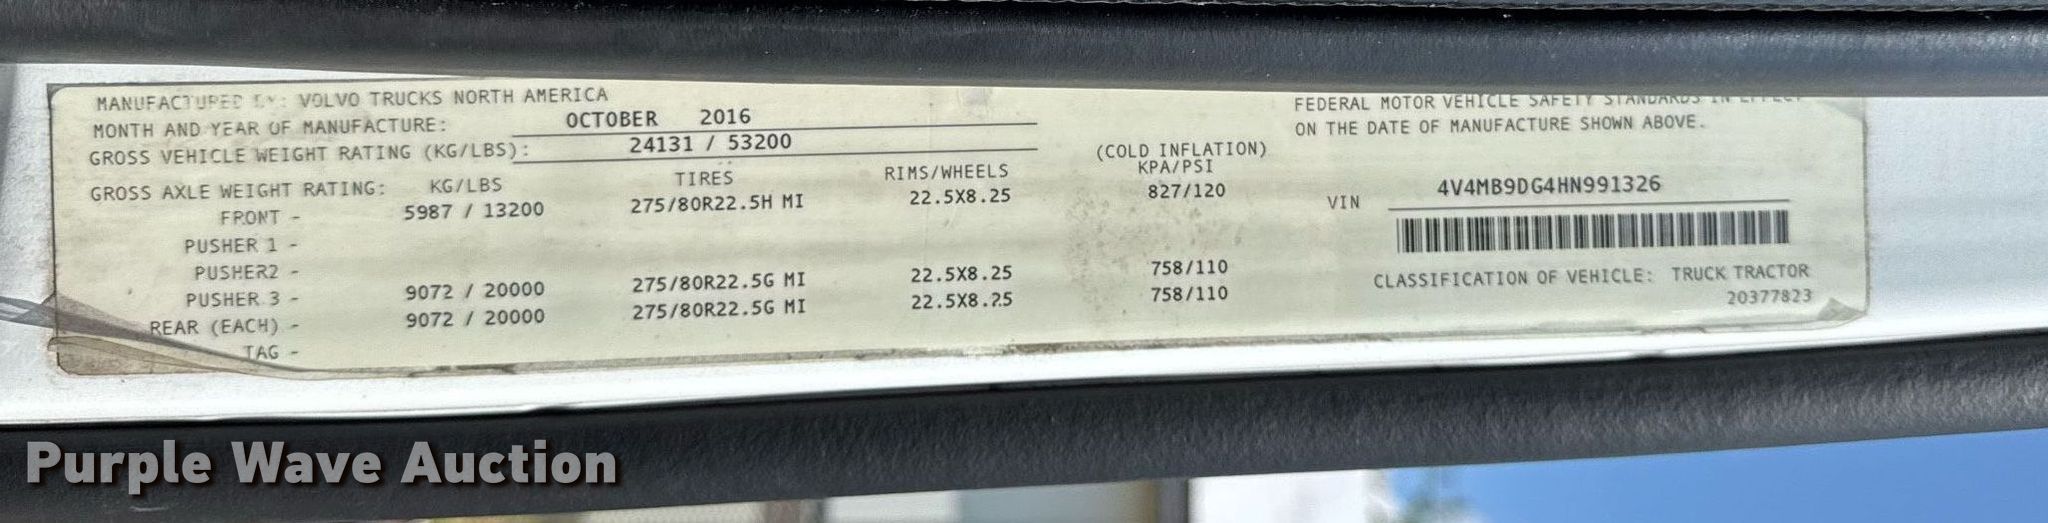 MANUFACTURED BY: VOLVO TRUCKS NORTH AMERICA
MONTH AND YEAR OF MANUFACTURE: OCTOBER 2016
GROSS VEHICLE WEIGHT RATING (KG/LBS): 24131 / 53200
GROSS AXLE WEIGHT RATING: KG/LBS TIRES RIMS/WHEELS (COLD INFLATION) KPA/PSI
FRONT - 5987 / 13200 275/80R22.5H MI 22.5X8.25 827/120
PUSHER 1 -
PUSHER2 -
PUSHER 3 - 9072 / 20000 275/80R22.5G MI 22.5X8.25 758/110
REAR (EACH) - 9072 / 20000 275/80R22.5G MI 22.5X8.25 758/110
TAG -
FEDERAL MOTOR VEHICLE SAFETY STANDARDS IN EFFECT
ON THE DATE OF MANUFACTURE SHOWN ABOVE.
VIN 4V4MB9DG4HN991326
CLASSIFICATION OF VEHICLE: TRUCK TRACTOR
20377823
Purple Wave Auction